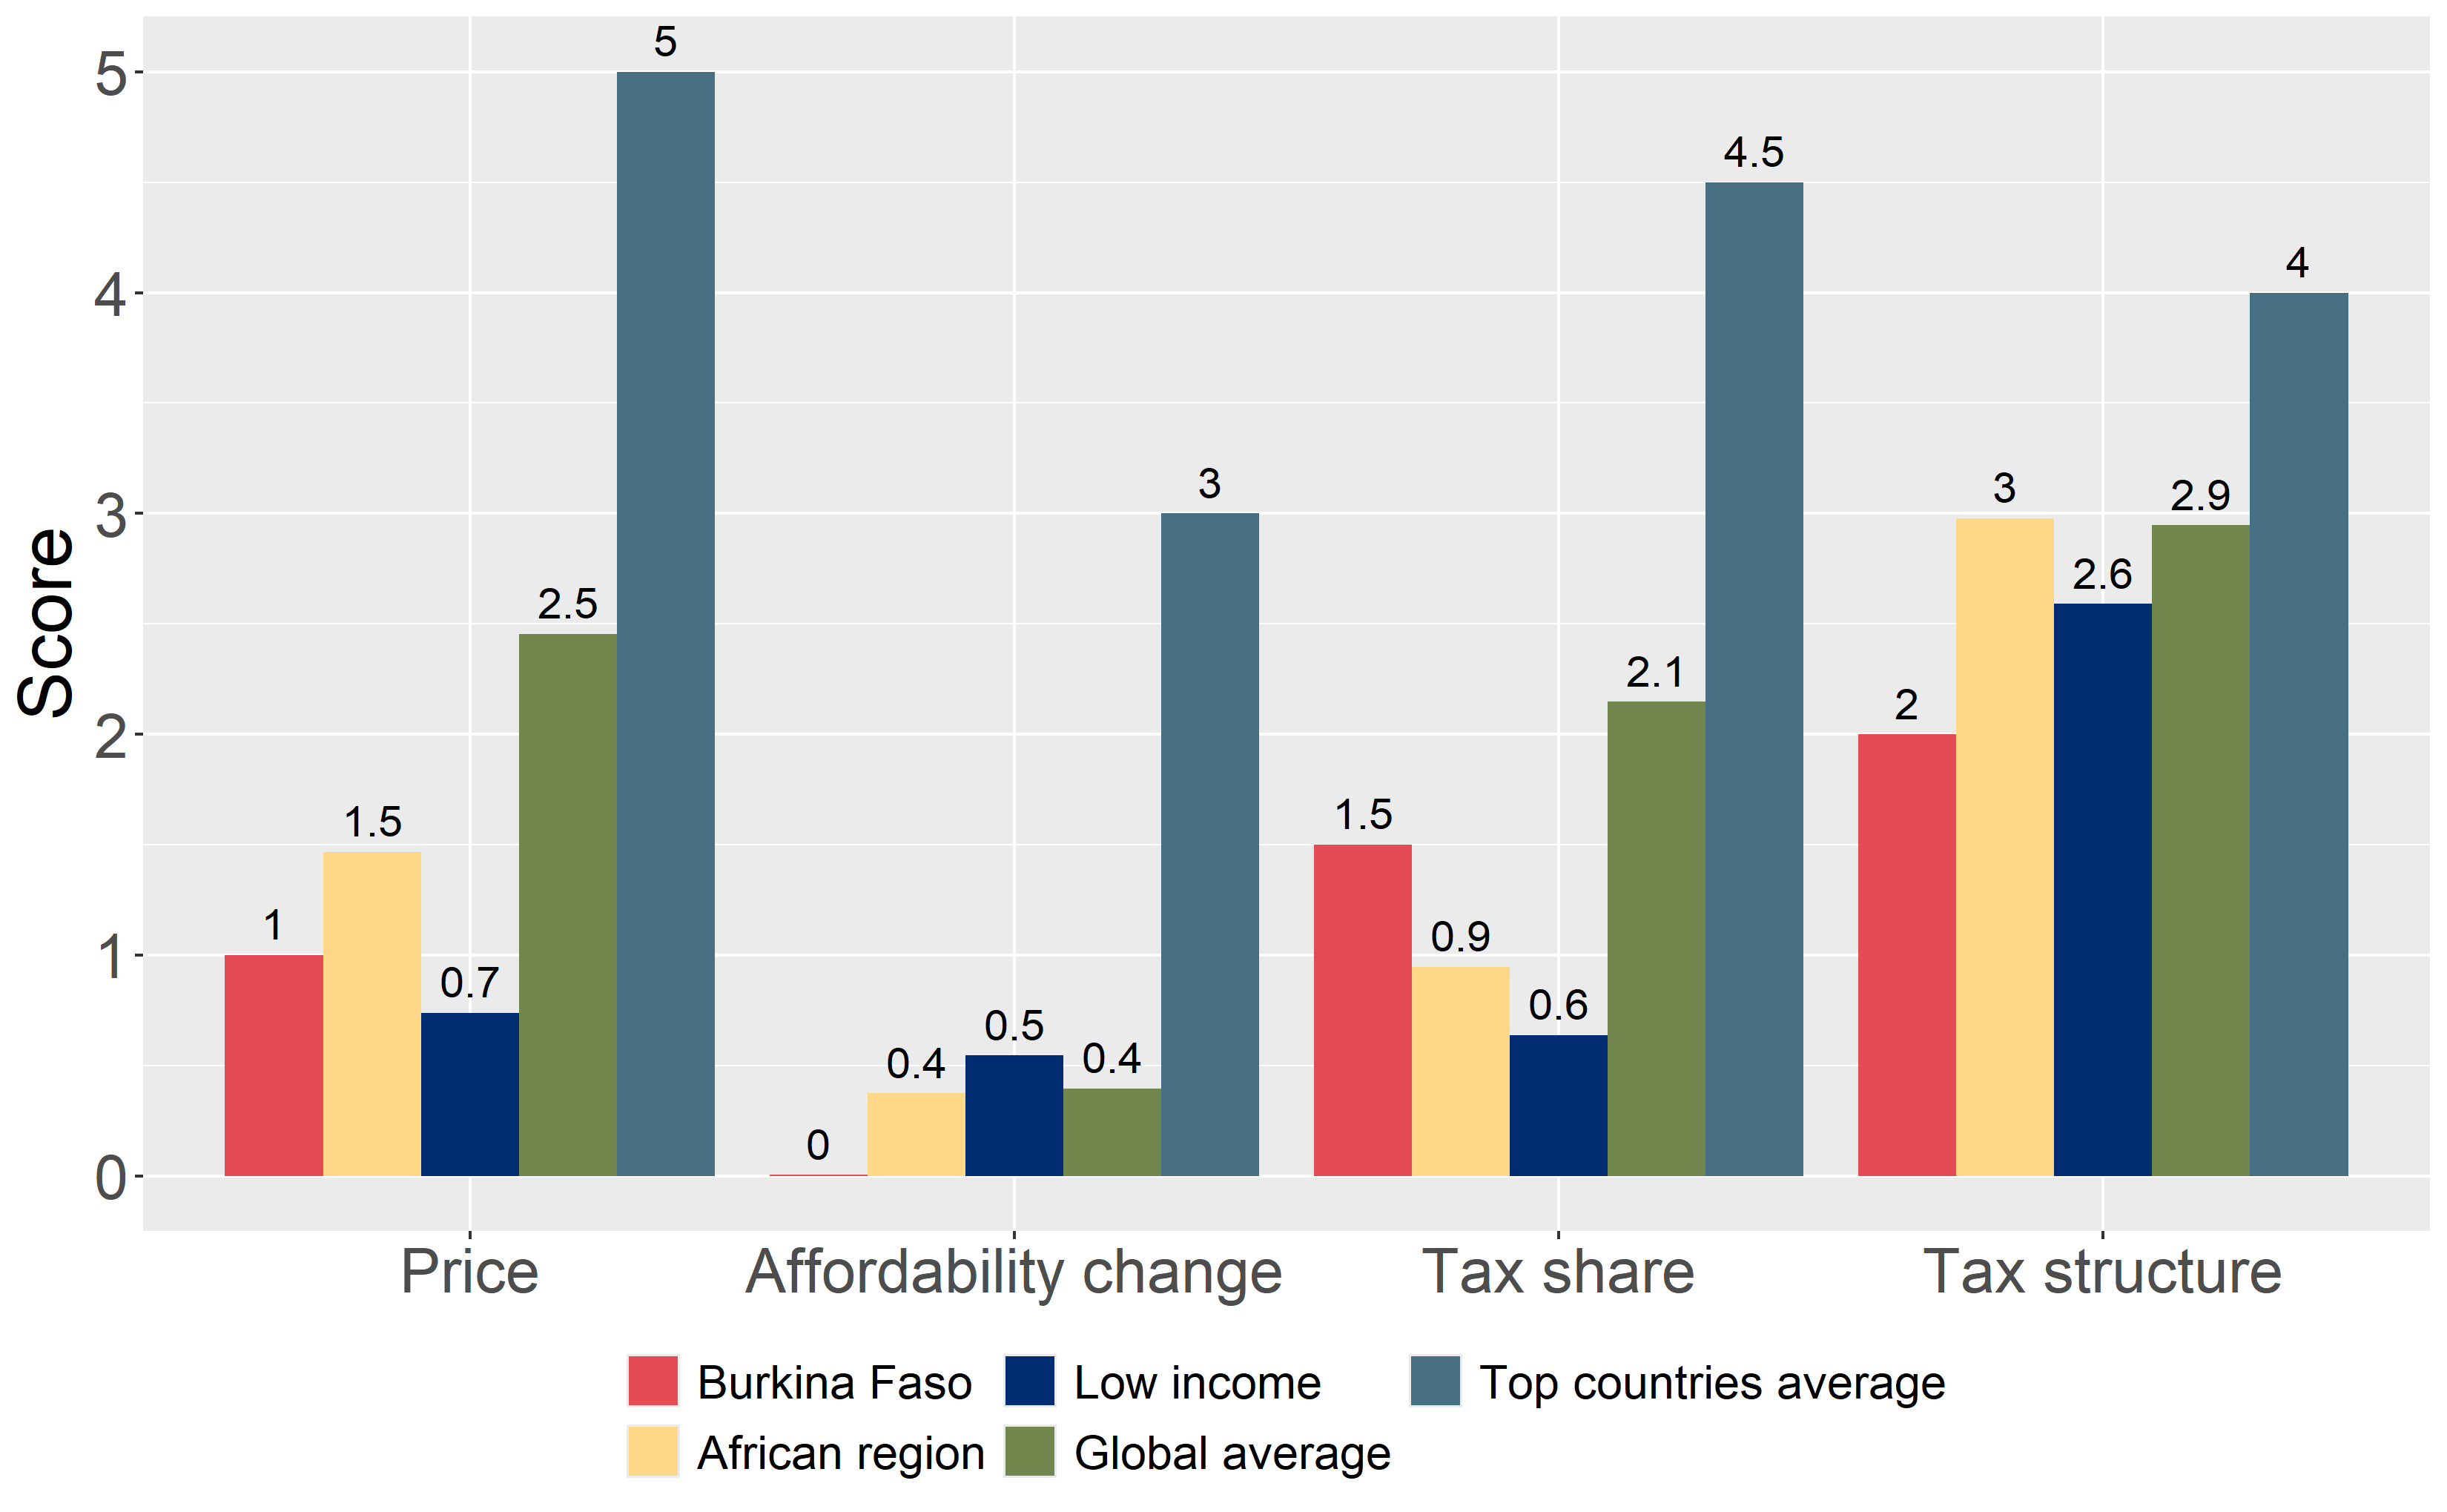 Score
5
4
3
2
1
0
1
1.5
0.7
2.5
5
0
0.4
0.5
0.4
3
1.5
0.9
0.6
2.1
4.5
2
3
2.6
2.9
4
Price
Affordability change
Tax share
Tax structure
Burkina Faso
Low income
Top countries average
African region
Global average